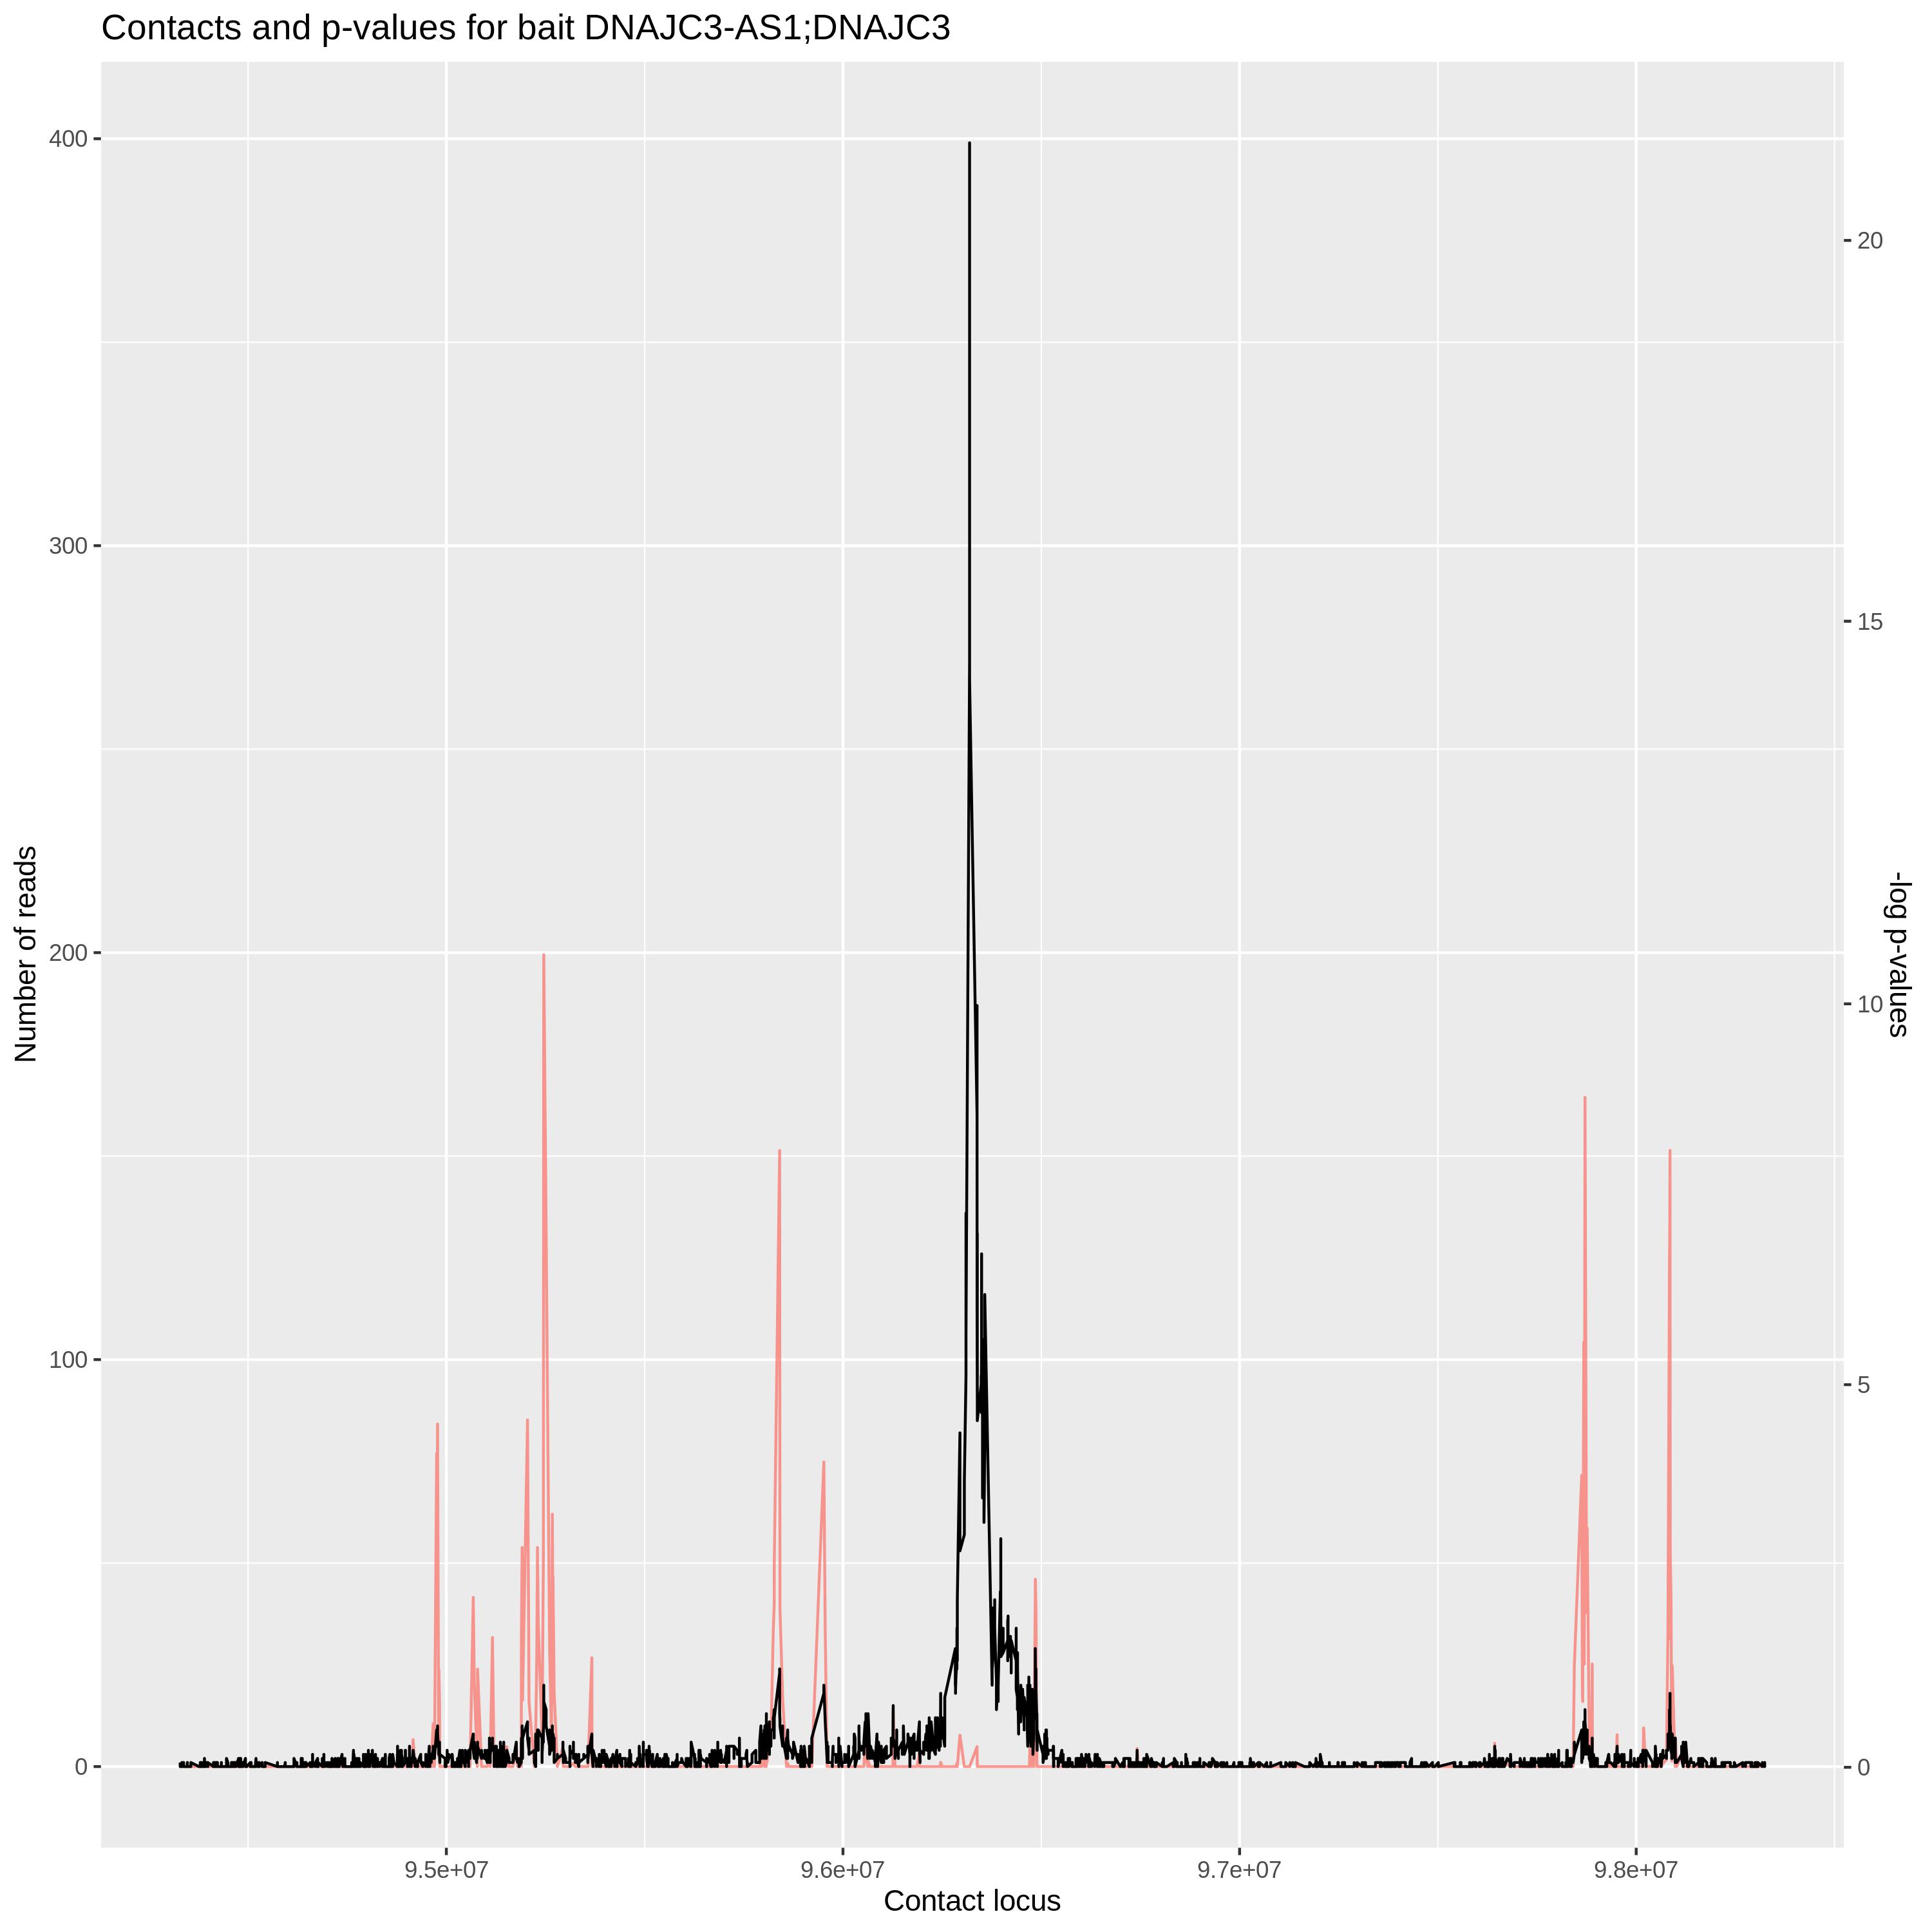 Contacts and p-values for bait DNAJC3-AS1;DNAJC3
400
300
200
100
0
Number of reads
20
15
10
5
0
-log p-values
9.5e+07
9.6e+07
9.7e+07
9.8e+07
Contact locus